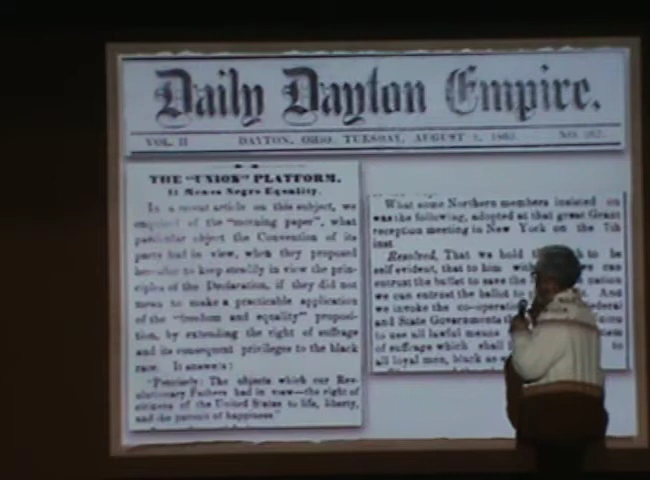 Daily Dayton Empire.
VOL. II DAYTON, OHIO, TUESDAY, AUGUST NO.
THE "UNION" PLATFORM.
It Means Negro Equality.
In a recent article on this subject, we
enquired of the "morning paper", what
particular object the Convention of its
party had in view, when they proposed
hereafter to keep steadily in view the prin-
ciples of the Declaration, if they did not
mean to make a practicable application
of the "freedom and equality" proposi-
tion, by extending the right of suffrage
and its consequent privileges to the black
race. It answers:
"Precisely: The objects which our Rev-
olutionary Fathers had in view—the right of
citizens of the United States to life, liberty,
and the pursuit of happiness"
What some Northern members insisted on
was the following, adopted at that great Grant
reception meeting in New York on the 7th
inst
Resolved, That we hold to be
self evident, that to him can
entrust the bullet to save the nation
we can entrust the ballot to And
we invoke the co-operation Federal
and State Governments
to use all lawful means
of suffrage which shall
all loyal men, black as